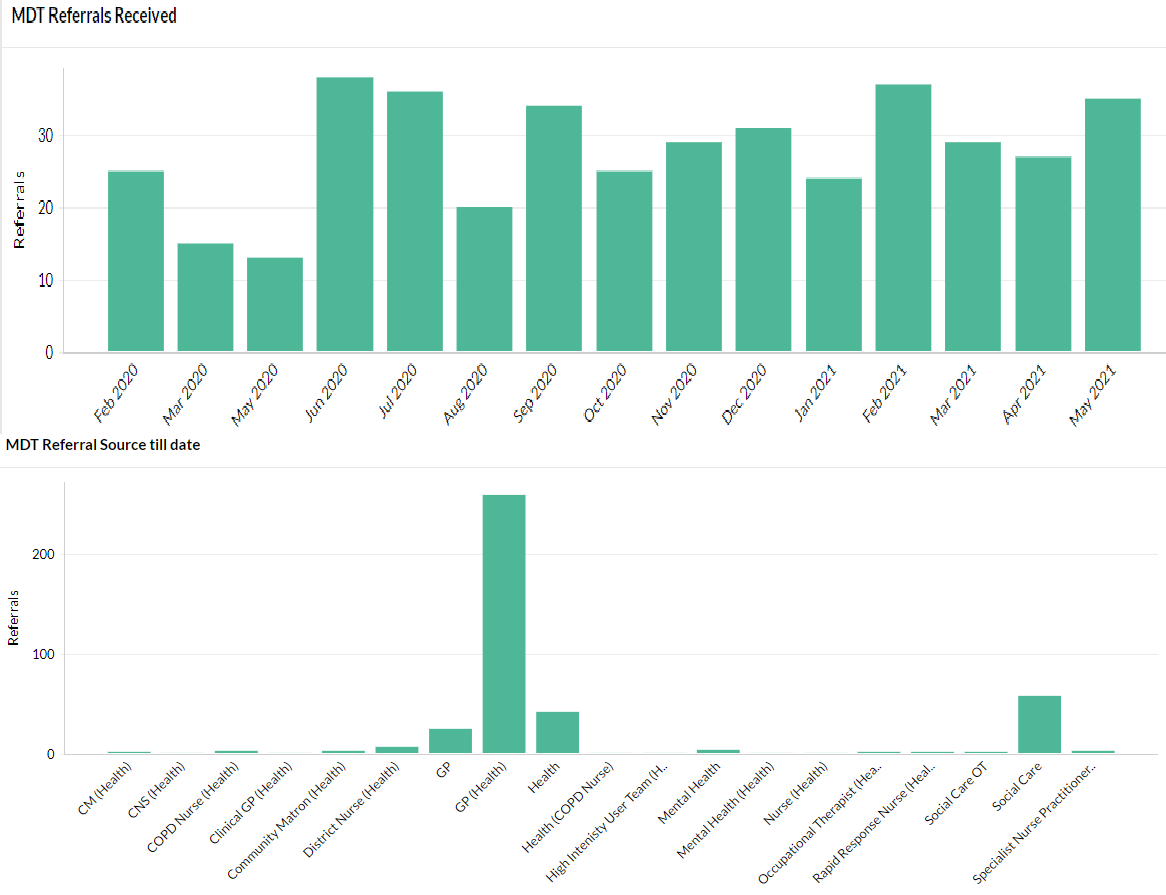 MDT Referrals Received
Referrals
30
20
10
0
Feb 2020
Mar 2020
May 2020
Jun 2020
Jul 2020
Aug 2020
Sep 2020
Oct 2020
Nov 2020
Dec 2020
Jan 2021
Feb 2021
Mar 2021
Apr 2021
May 2021
MDT Referral Source till date
Referrals
200
100
0
CM (Health)
CNS (Health)
COPD Nurse (Health)
Clinical GP (Health)
Community Matron (Health)
District Nurse (Health)
GP
GP (Health)
Health
Health (COPD Nurse)
High Intenisty User Team (H..
Mental Health
Mental Health (Health)
Nurse (Health)
Occupational Therapist (Hea..
Rapid Response Nurse (Heal..
Social Care OT
Social Care
Specialist Nurse Practitioner..